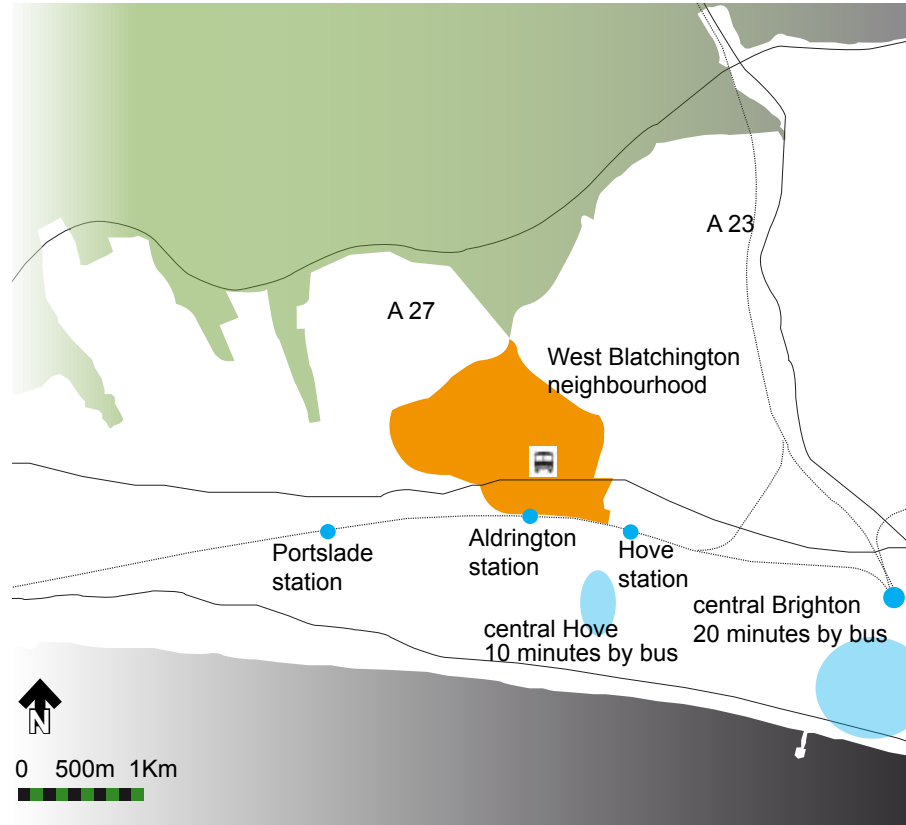 A 23
A 27
West Blatchington
neighbourhood
Portslade
station
Aldrington
station
Hove
station
central Hove
10 minutes by bus
central Brighton
20 minutes by bus
N
0 500m 1Km